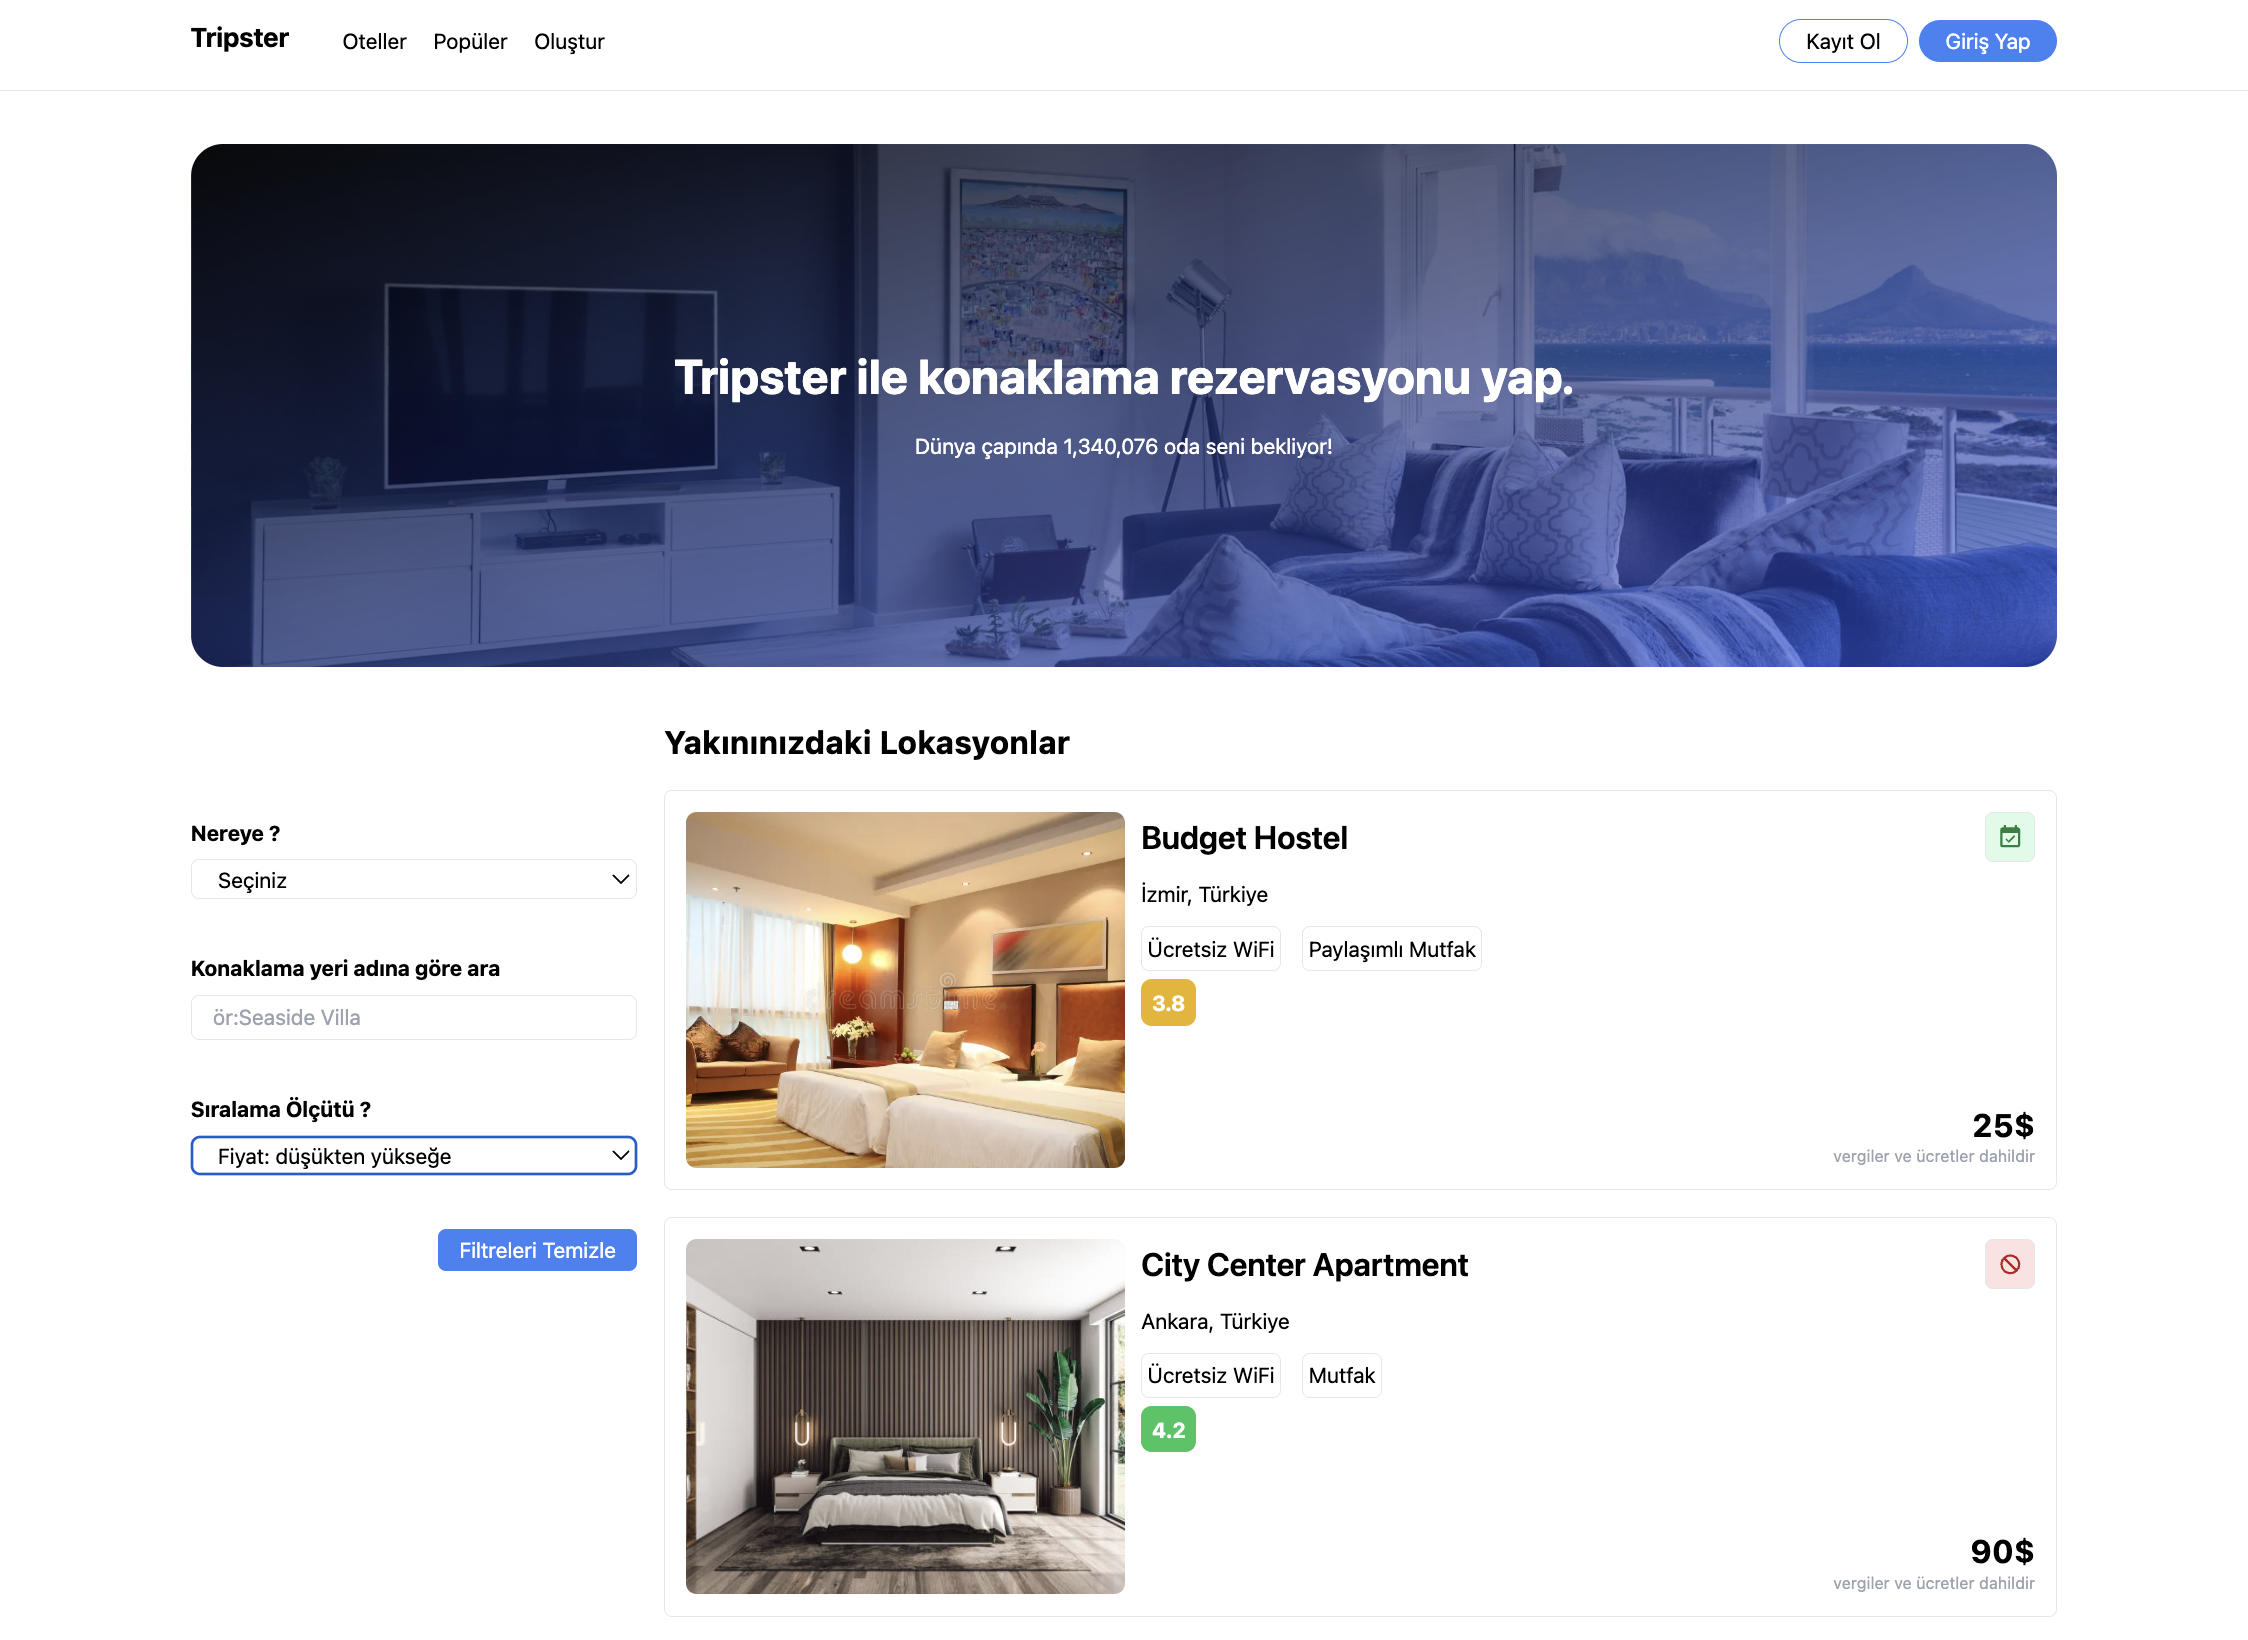 Tripster
Oteller Popüler Oluştur
Kayıt Ol Giriş Yap
Tripster ile konaklama rezervasyonu yap.
Dünya çapında 1,340,076 oda seni bekliyor!
Yakınınızdaki Lokasyonlar
Nereye ?
Seçiniz
Konaklama yeri adına göre ara
ör:Seaside Villa
Sıralama Ölçütü ?
Fiyat: düşükten yükseğe
Filtreleri Temizle
Budget Hostel
İzmir, Türkiye
Ücretsiz WiFi Paylaşımlı Mutfak
3.8
dreamstime
25$
vergiler ve ücretler dahildir
City Center Apartment
Ankara, Türkiye
Ücretsiz WiFi Mutfak
4.2
90$
vergiler ve ücretler dahildir